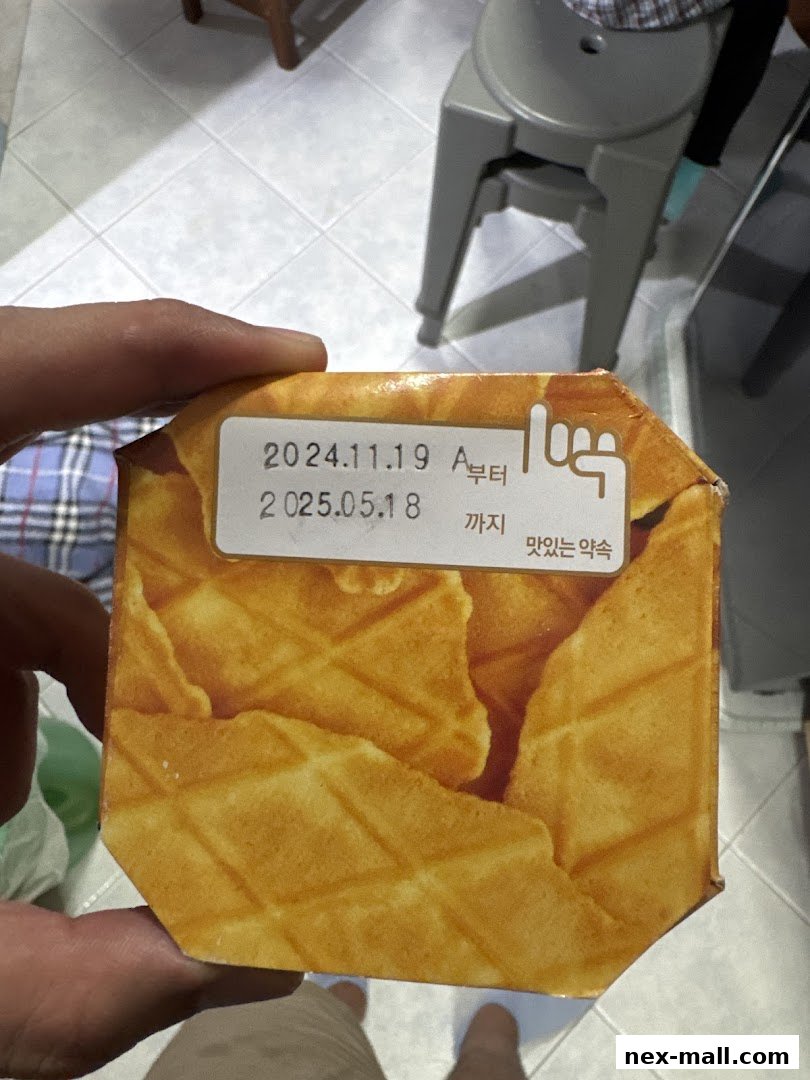 2024.11.19 A부터
2025.05.18 까지
맛있는 약속
nex-mall.com